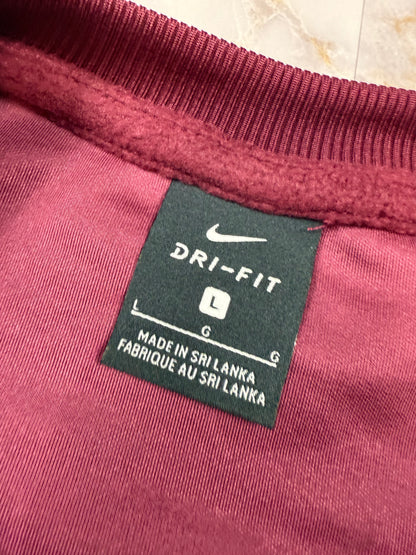 DRI-FIT
L
L G G
MADE IN SRI LANKA
FABRIQUE AU SRI LANKA